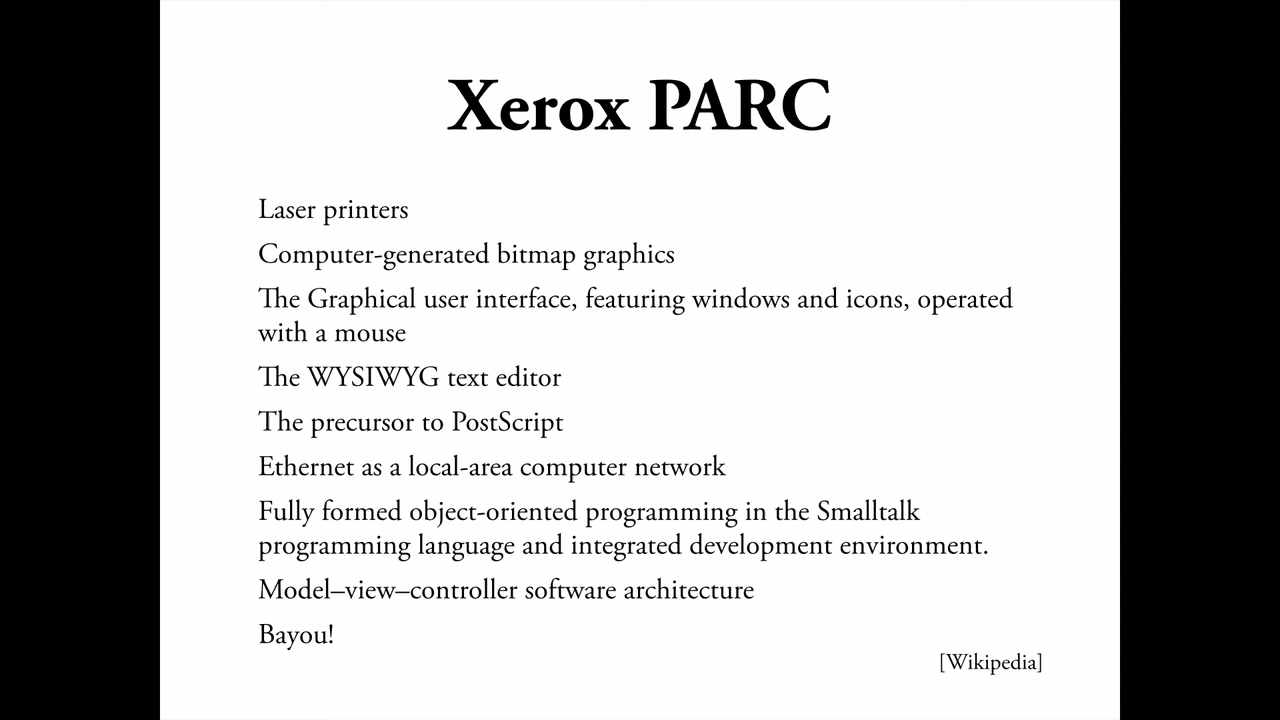 Xerox PARC
Laser printers
Computer-generated bitmap graphics
The Graphical user interface, featuring windows and icons, operated
with a mouse
The WYSIWYG text editor
The precursor to PostScript
Ethernet as a local-area computer network
Fully formed object-oriented programming in the Smalltalk
programming language and integrated development environment.
Model–view–controller software architecture
Bayou!
[Wikipedia]